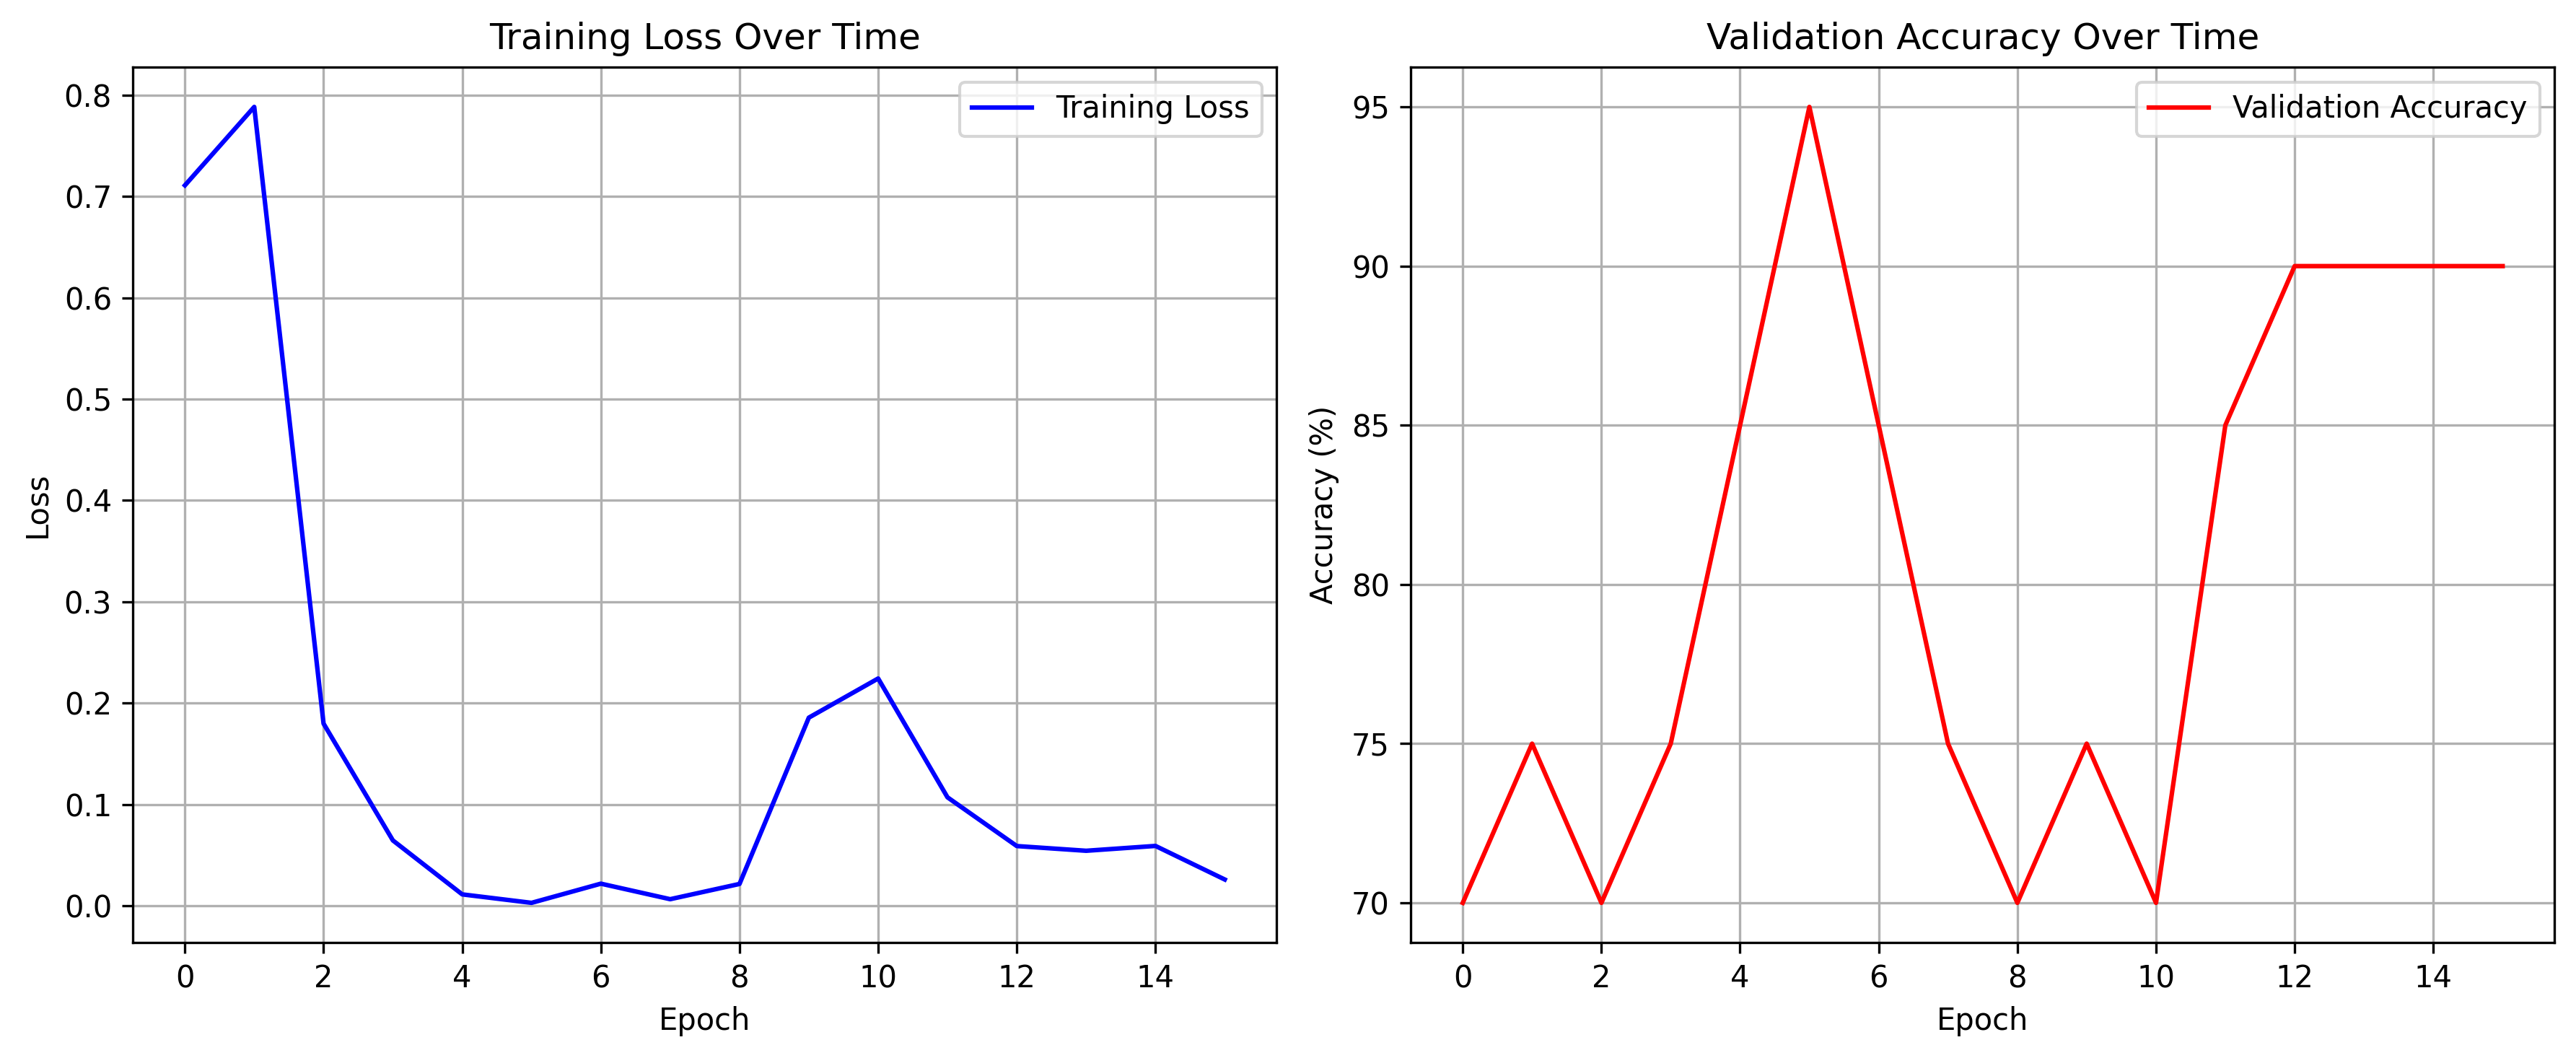 Training Loss Over Time
Training Loss
0.8
0.7
0.6
0.5
0.4
0.3
0.2
0.1
0.0
Loss
0 2 4 6 8 10 12 14
Epoch
Validation Accuracy Over Time
Validation Accuracy
95
90
85
80
75
70
Accuracy (%)
0 2 4 6 8 10 12 14
Epoch